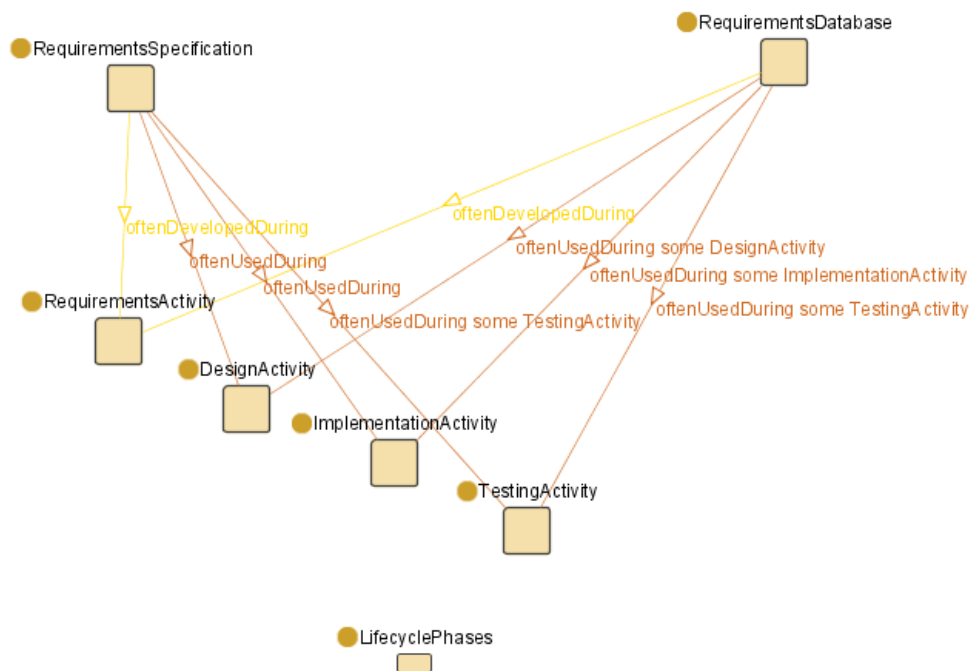 RequirementsDatabase
RequirementsSpecification
oftenDevelopedDuring
oftenDevelopedDuring
oftenUsedDuring some DesignActivity
oftenUsedDuring
oftenUsedDuring some ImplementationActivity
oftenUsedDuring
RequirementsActivity
oftenUsedDuring some TestingActivity
oftenUsedDuring some TestingActivity
DesignActivity
ImplementationActivity
TestingActivity
LifecyclePhases